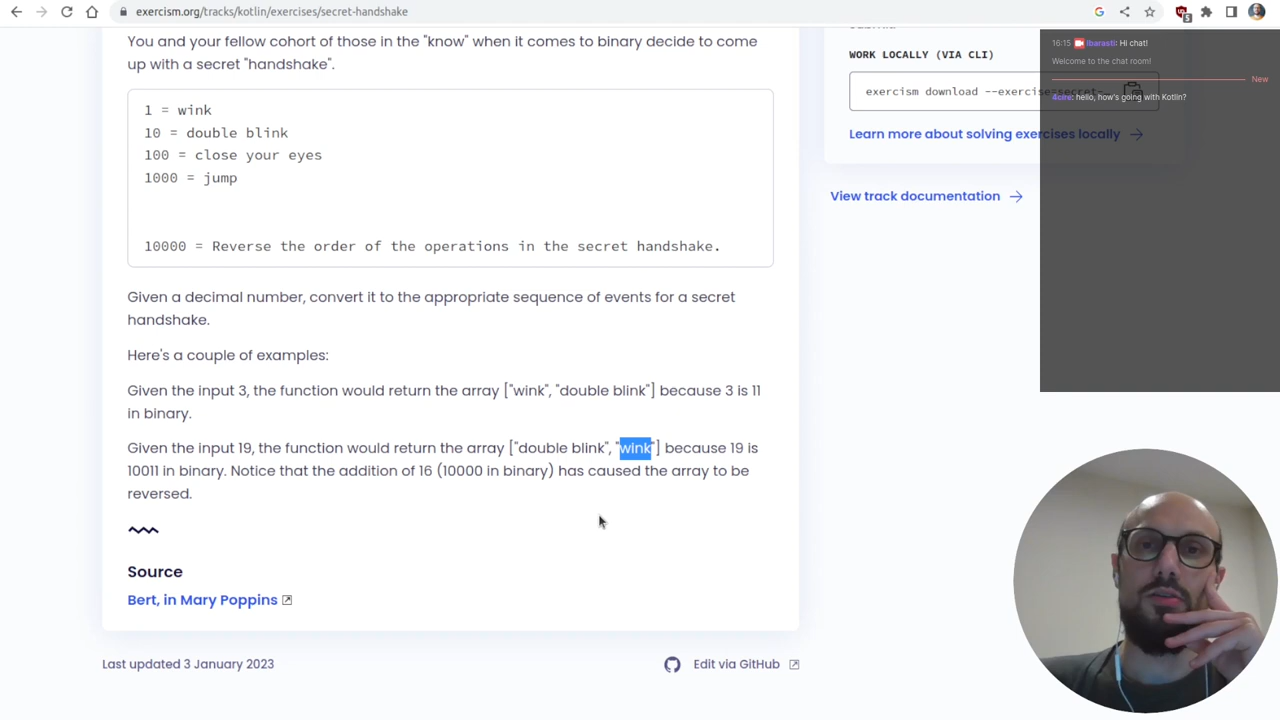 exercism.org/tracks/kotlin/exercises/secret-handshake
5
You and your fellow cohort of those in the "know" when it comes to binary decide to come
up with a secret "handshake".
1 = wink
10 = double blink
100 = close your eyes
1000 = jump
10000 = Reverse the order of the operations in the secret handshake.
Given a decimal number, convert it to the appropriate sequence of events for a secret
handshake.
Here's a couple of examples:
Given the input 3, the function would return the array ["wink", "double blink"] because 3 is 11
in binary.
Given the input 19, the function would return the array ["double blink", "wink"] because 19 is
10011 in binary. Notice that the addition of 16 (10000 in binary) has caused the array to be
reversed.
Source
Bert, in Mary Poppins
Last updated 3 January 2023
Edit via GitHub
WORK LOCALLY (VIA CLI)
exercism download --exercise=secret-
Learn more about solving exercises locally
View track documentation
16:15 ibarasti: Hi chat!
Welcome to the chat room!
New
: hello, how's going with Kotlin?